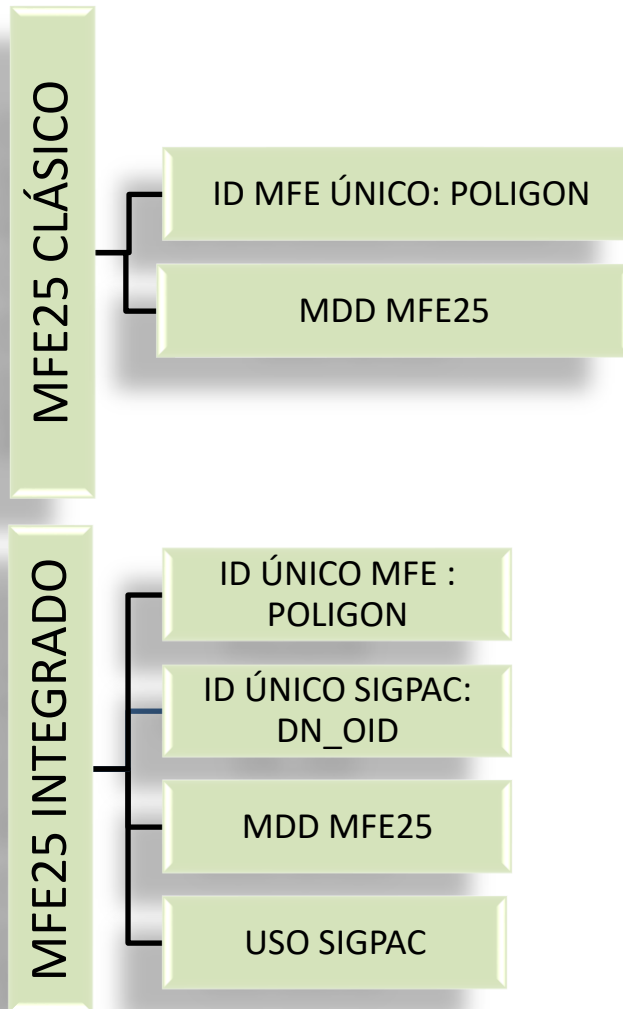 MFE25 CLÁSICO
ID MFE ÚNICO: POLIGON
MDD MFE25
MFE25 INTEGRADO
ID ÚNICO MFE :
POLIGON
ID ÚNICO SIGPAC:
DN_OID
MDD MFE25
USO SIGPAC